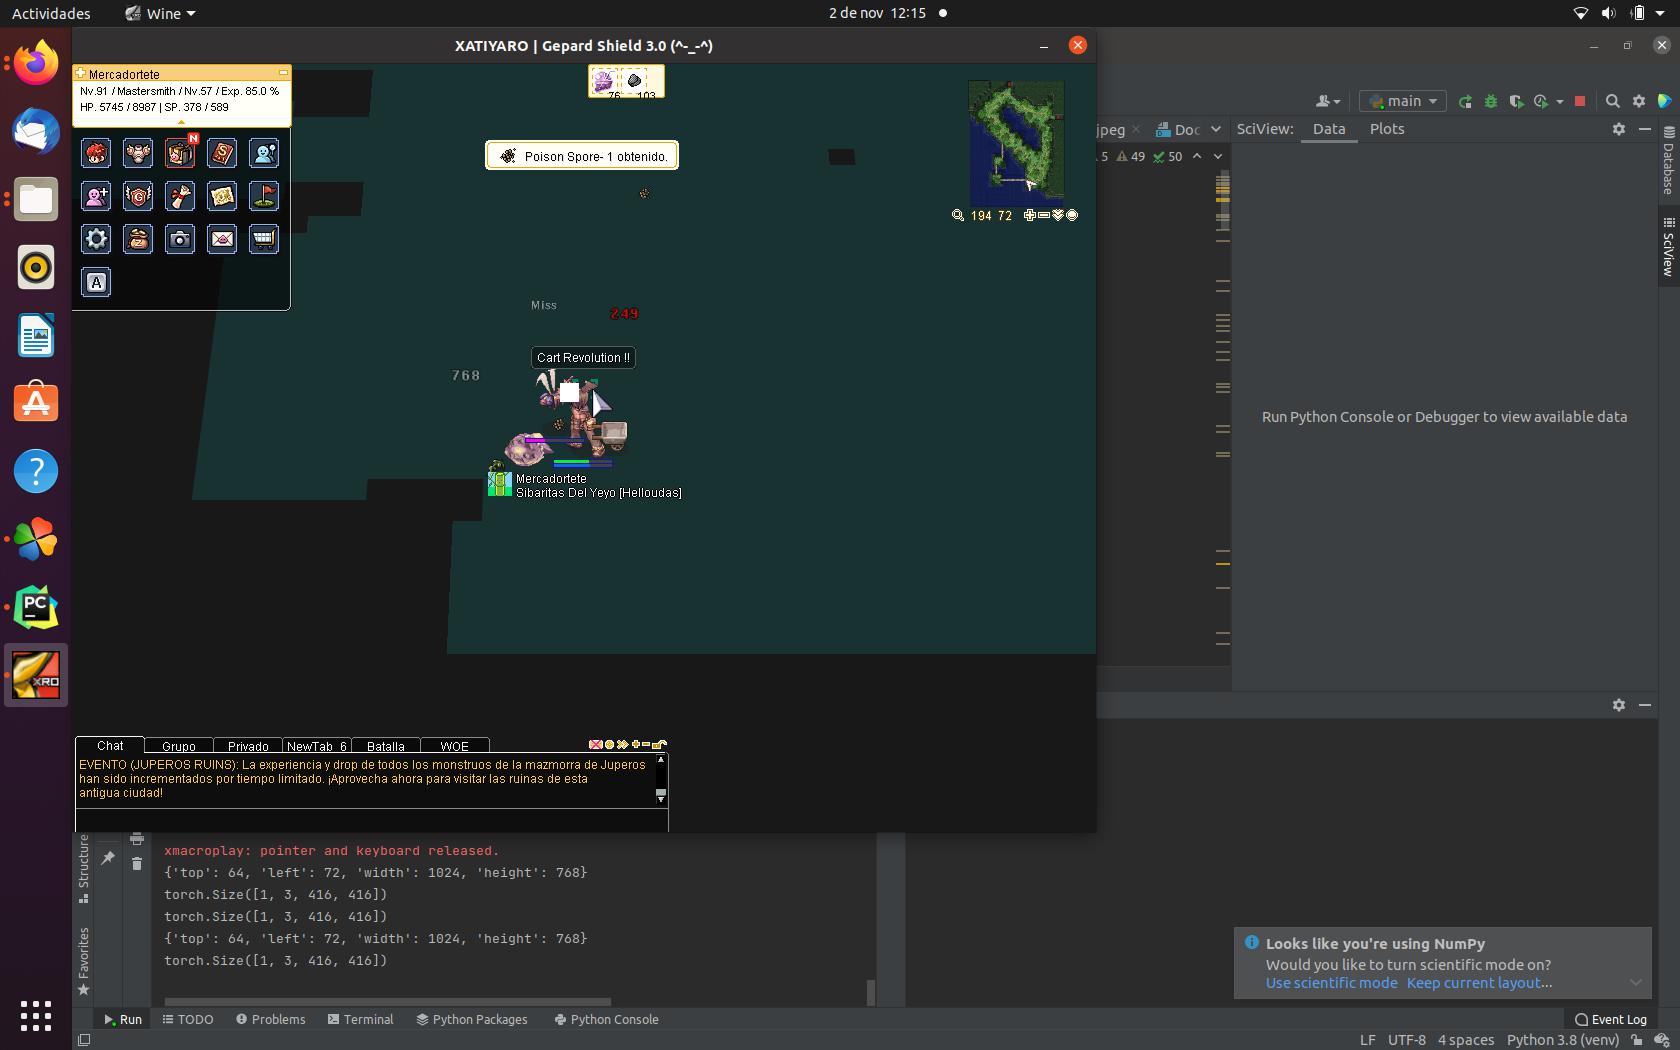 Actividades
Wine
2 de nov 12:15
XATIYARO | Gepard Shield 3.0 (^-_-^)
Mercadortete
Nv.91 / Mastersmith / Nv.57 / Exp. 85.0 %
HP. 5745 / 8987 | SP. 378 / 589
N
A
76 103
Poison Spore- 1 obtenido.
194 72
Miss
249
Cart Revolution !!
768
Mercadortete
Sibaritas Del Yeyo [Helloudas]
main
jpeg
Doc
SciView:
Data
Plots
5 49 50
Database
SciView
Run Python Console or Debugger to view available data
PC
XRO
Chat
Grupo
Privado
NewTab_6
Batalla
WOE
EVENTO (JUPEROS RUINS): La experiencia y drop de todos los monstruos de la mazmorra de Juperos
han sido incrementados por tiempo limitado. ¡Aprovecha ahora para visitar las ruinas de esta
antigua ciudad!
Structure
Favorites
xmacroplay: pointer and keyboard released.
{'top': 64, 'left': 72, 'width': 1024, 'height': 768}
torch.Size([1, 3, 416, 416])
torch.Size([1, 3, 416, 416])
{'top': 64, 'left': 72, 'width': 1024, 'height': 768}
torch.Size([1, 3, 416, 416])
Looks like you're using NumPy
Would you like to turn scientific mode on?
Use scientific mode Keep current layout...
Run
TODO
Problems
Terminal
Python Packages
Python Console
Event Log
LF UTF-8 4 spaces Python 3.8 (venv)